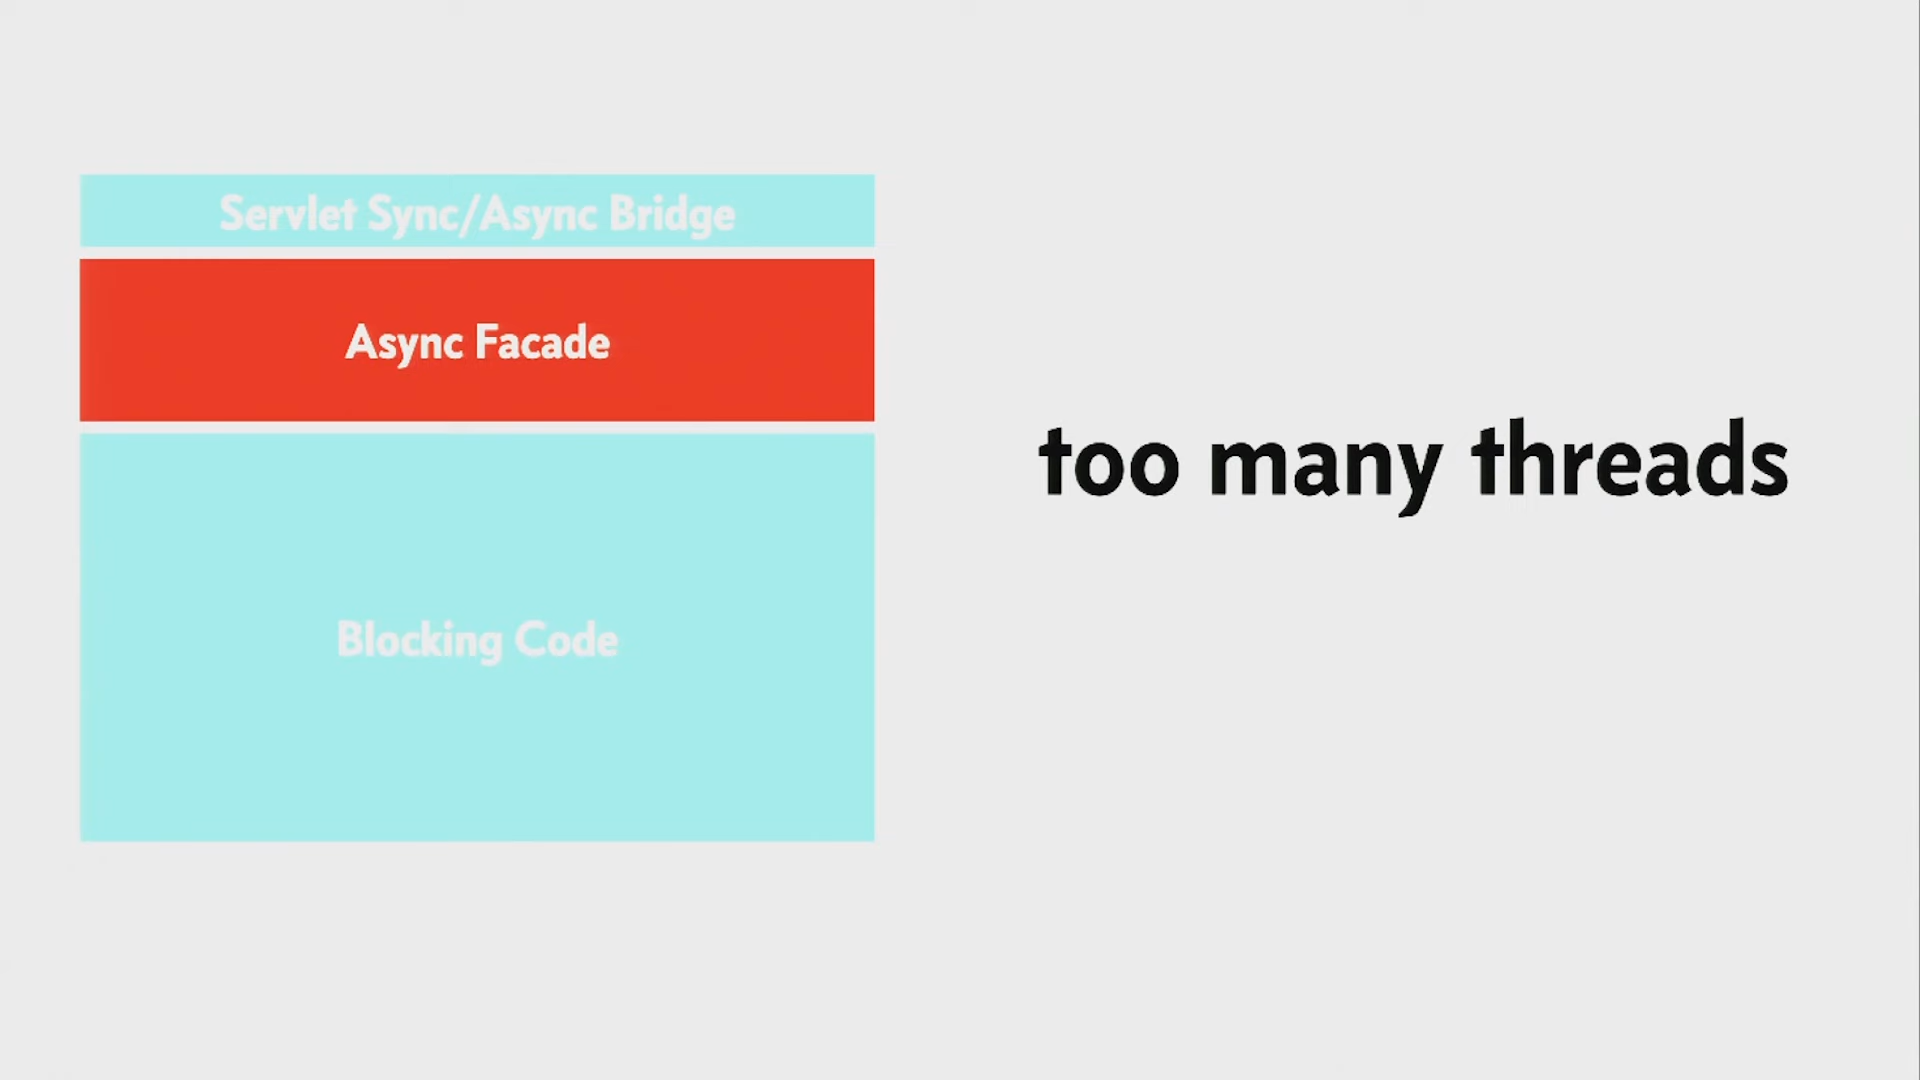 Servlet Sync/Async Bridge
Async Facade
Blocking Code
too many threads